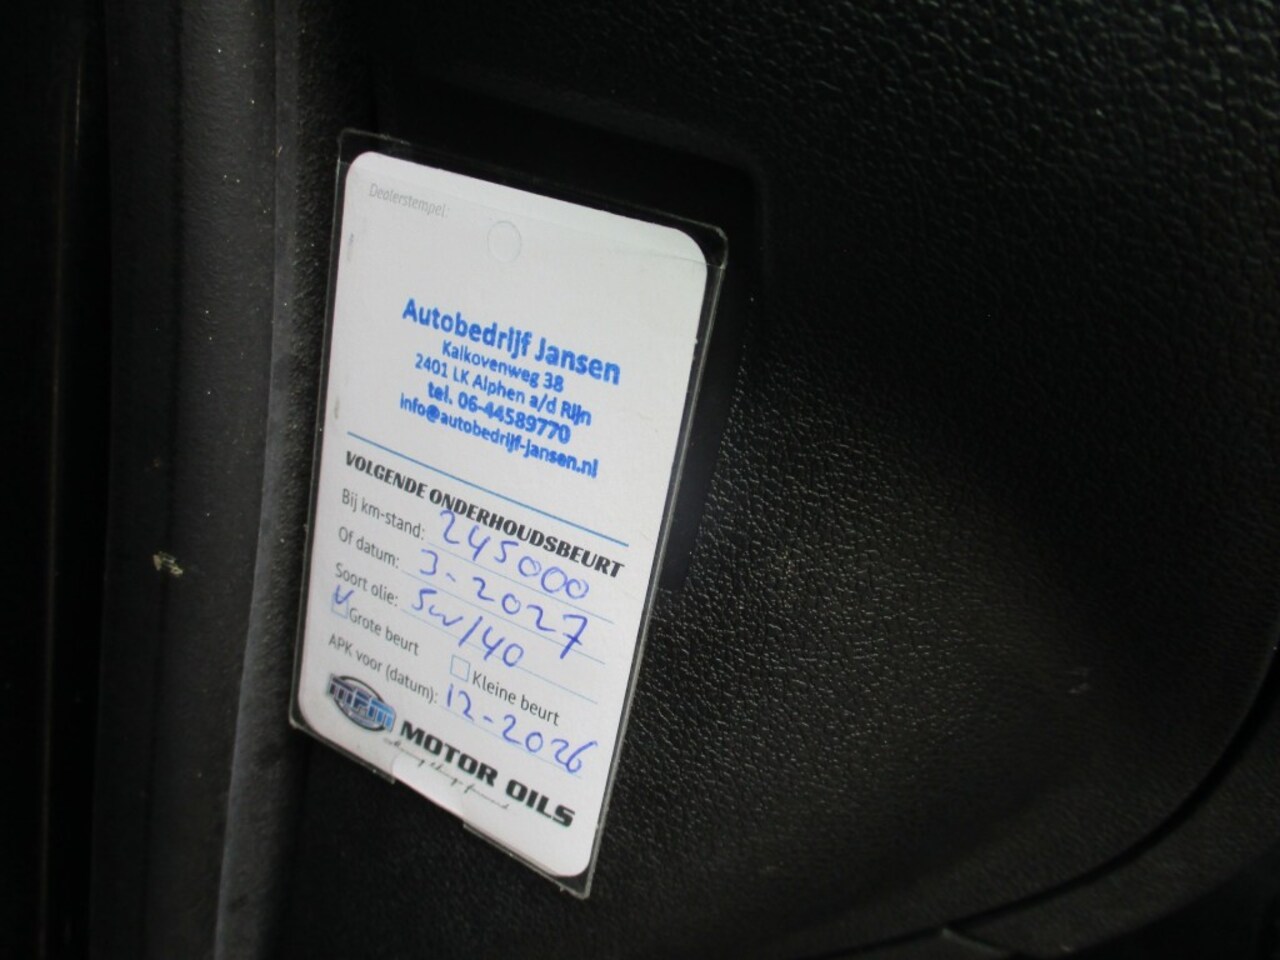 Dealerstempel:
Autobedrijf Jansen
Kalkovenweg 38
2401 LK Alphen a/d Rijn
tel. 06-44589770
info@autobedrijf-jansen.nl
VOLGENDE ONDERHOUDSBEURT
Bij km-stand: 245000
Of datum: 3-2027
Soort olie: 5w/40
Grote beurt Kleine beurt
APK voor (datum): 12-2026
MPM MOTOR OILS